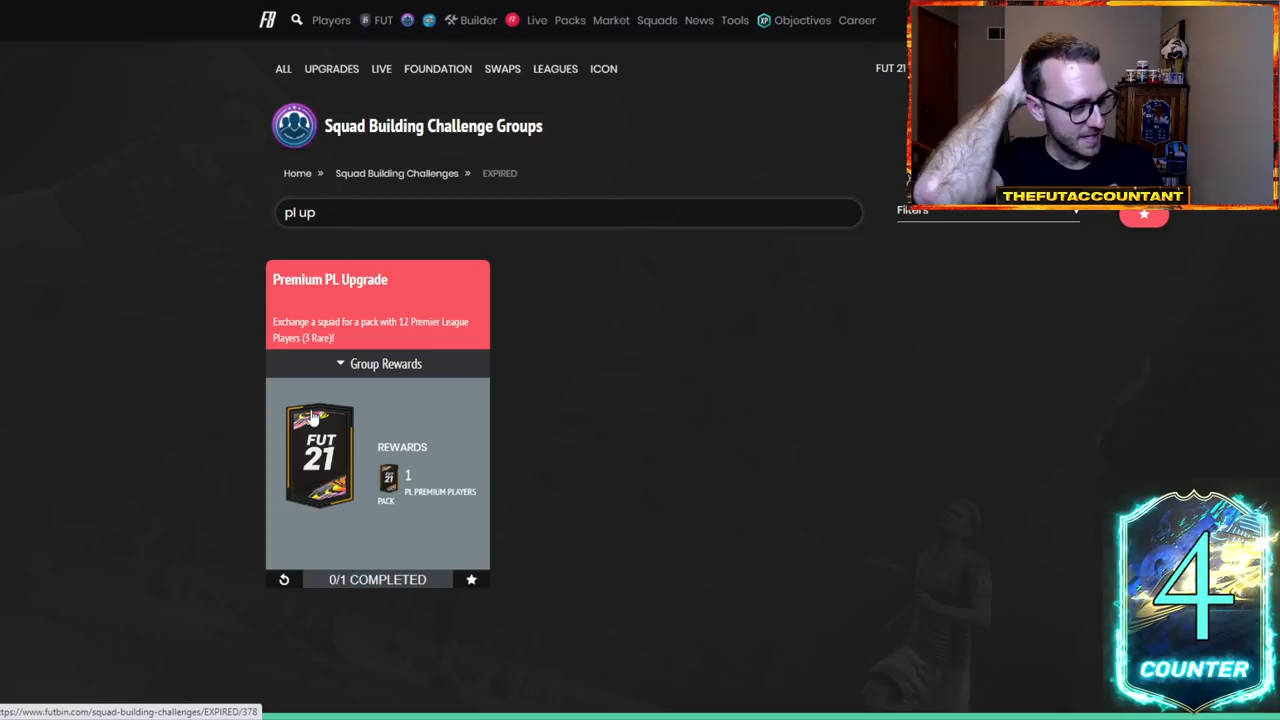 Players FUT Builder Live Packs Market Squads News Tools XP Objectives Career
ALL UPGRADES LIVE FOUNDATION SWAPS LEAGUES ICON FUT 21
Squad Building Challenge Groups
Home » Squad Building Challenges » EXPIRED
THEFUTACCOUNTANT
pl up
Filters
Premium PL Upgrade
Exchange a squad for a pack with 12 Premier League
Players (3 Rare)!
Group Rewards
FUT
21
REWARDS
1
PL PREMIUM PLAYERS
PACK
0/1 COMPLETED
4
COUNTER
ttps://www.futbin.com/squad-building-challenges/EXPIRED/378